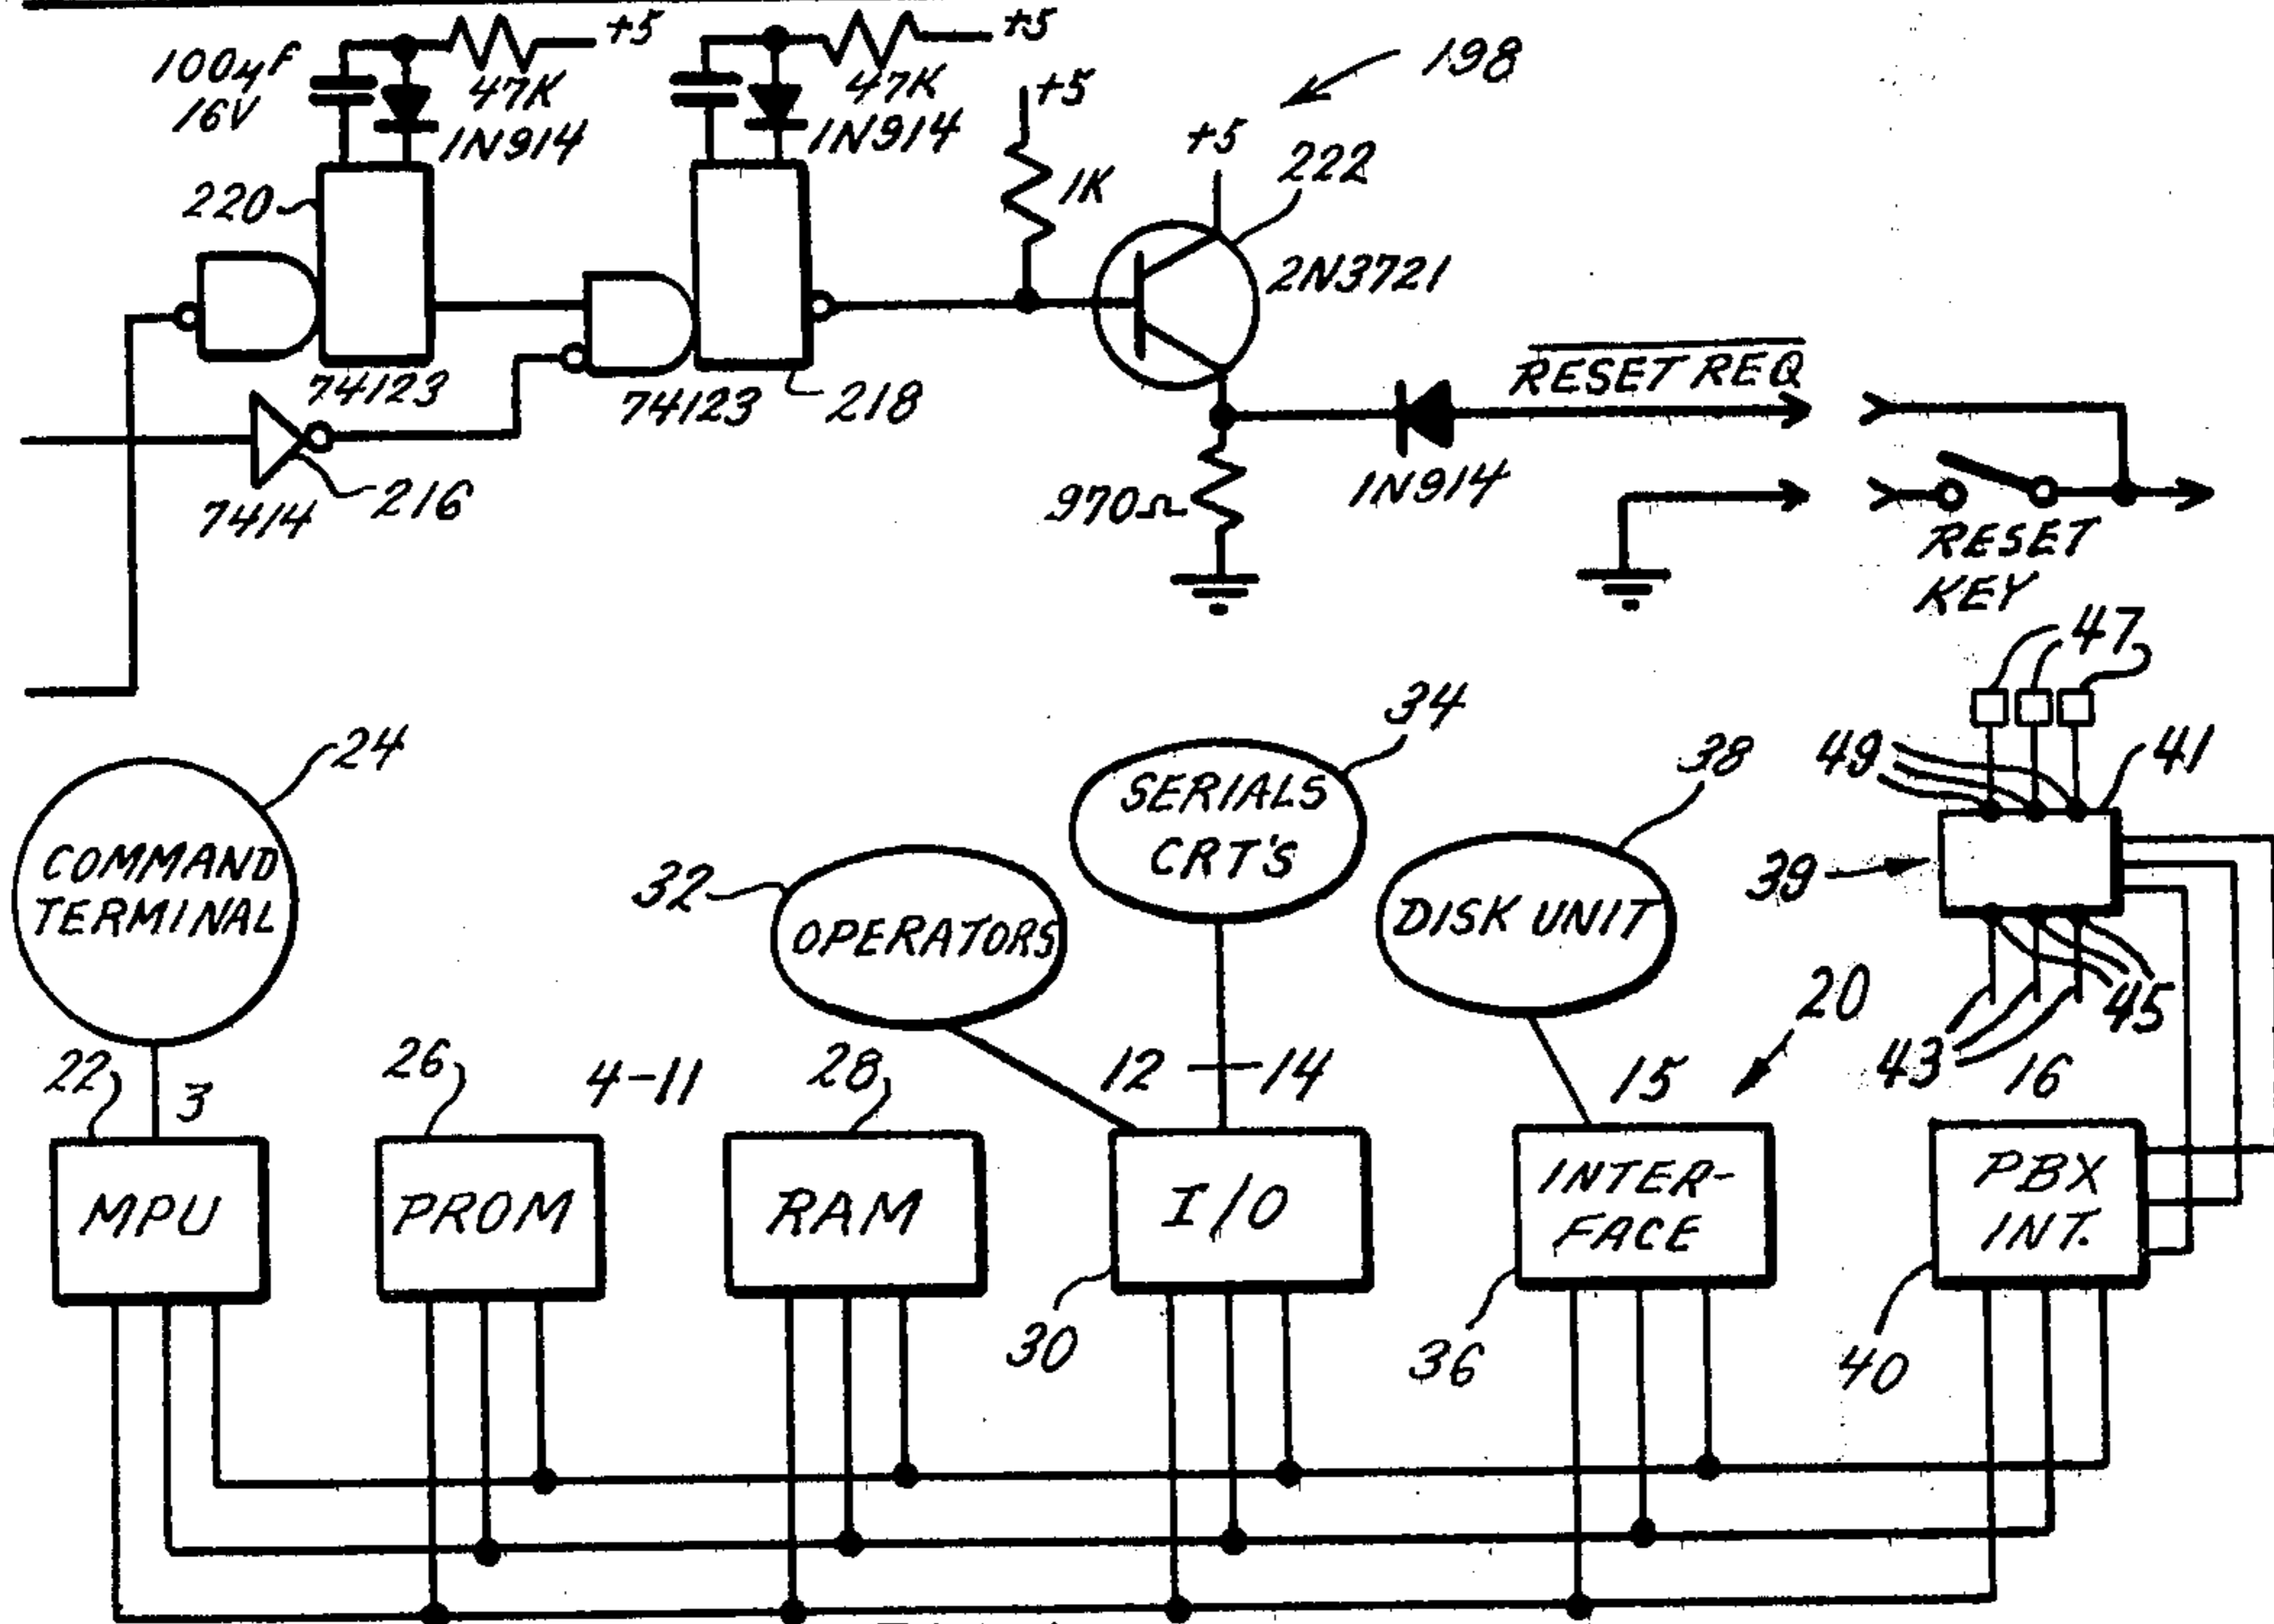 +5
+5
100µF
16V
47K
1N914
47K
1N914
+5
198
+5
222
220
1K
2N3721
74123
74123
218
RESET REQ
7414
216
970Ω
1N914
RESET
KEY
47
24
34
38
49
41
COMMAND
TERMINAL
32
OPERATORS
SERIALS
CRT'S
DISK UNIT
39
20
45
43
22
3
26
4-11
28
12
14
15
16
MPU
PROM
RAM
I/O
INTER-
FACE
PBX
INT.
30
36
40